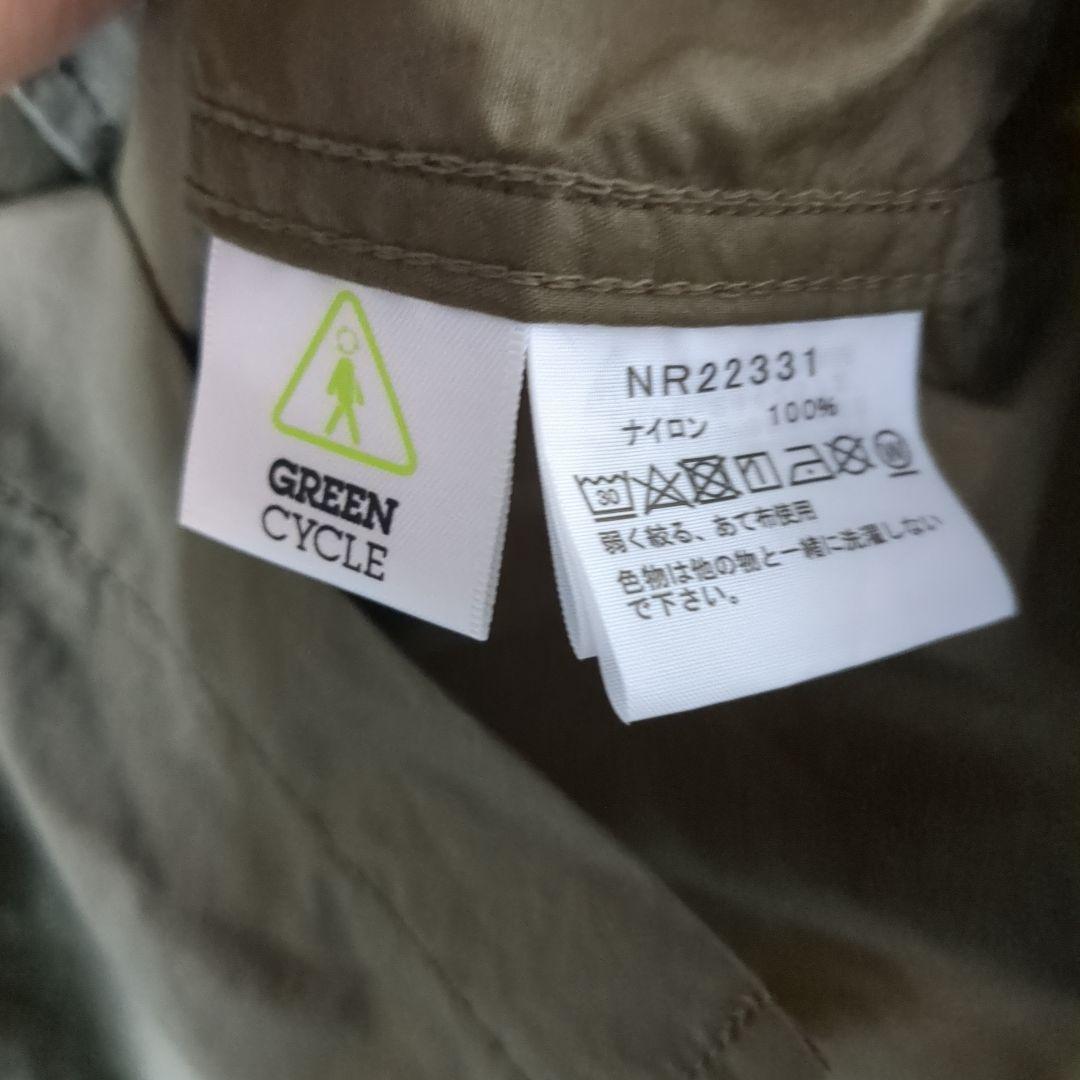 GREEN
CYCLE
NR22331
ナイロン 100%
30
弱く絞る、あて布使用
色物は他の物と一緒に洗濯しない
で下さい。